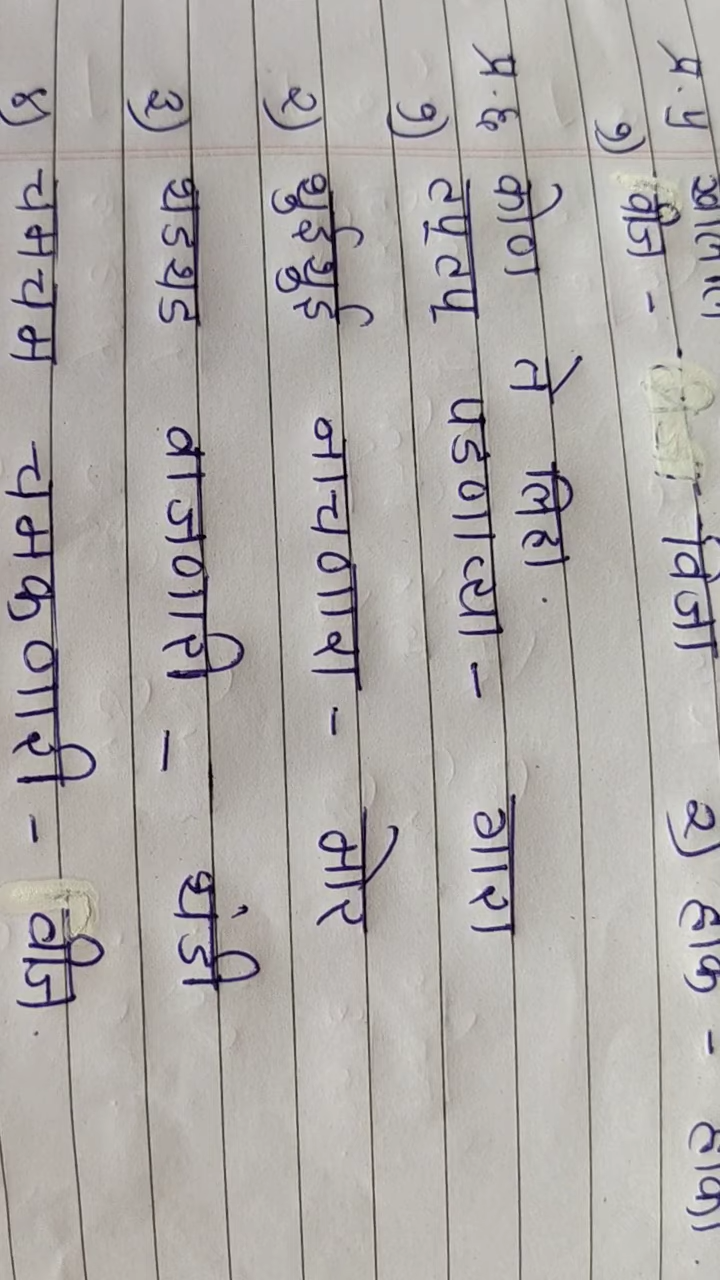 प्र.५
१) वीज - विजा २) हाक - हाका.
प्र.६ कोण ते लिहा.
१) टपटप पडणाऱ्या - गारा
२) थुईथुई नाचणारा - मोर
३) थडथड वाजणारी - थंडी
४) चमचम चमकणारी - वीज.